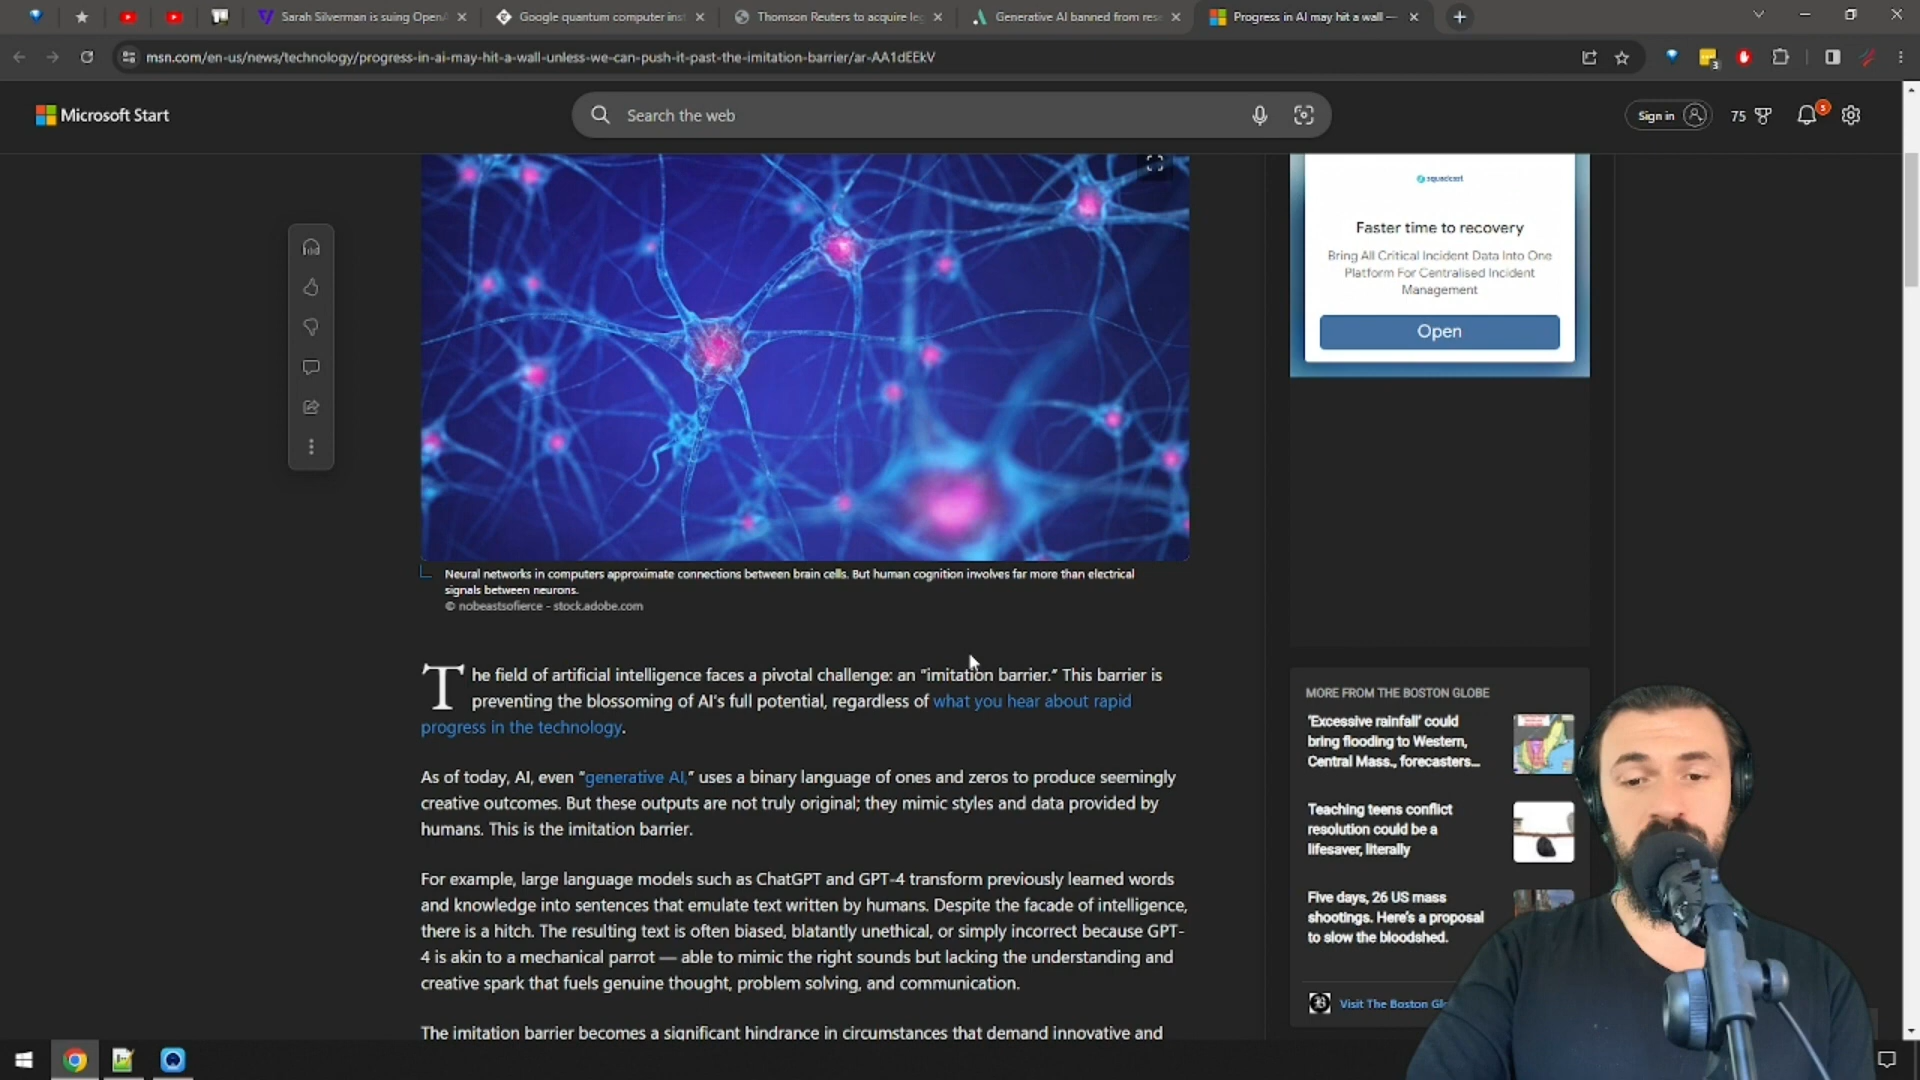 Sarah Silverman is suing OpenA
Google quantum computer inst
Thomson Reuters to acquire le
Generative AI banned from res
Progress in AI may hit a wall —
msn.com/en-us/news/technology/progress-in-ai-may-hit-a-wall-unless-we-can-push-it-past-the-imitation-barrier/ar-AA1dEEkV
3
Microsoft Start
Search the web
Sign in
75
5
squadcast
Faster time to recovery
Bring All Critical Incident Data Into One
Platform For Centralised Incident
Management
Open
Neural networks in computers approximate connections between brain cells. But human cognition involves far more than electrical
signals between neurons.
© nobeastsofierce - stock.adobe.com
The field of artificial intelligence faces a pivotal challenge: an “imitation barrier.” This barrier is
preventing the blossoming of AI's full potential, regardless of what you hear about rapid
progress in the technology.
As of today, AI, even “generative AI,” uses a binary language of ones and zeros to produce seemingly
creative outcomes. But these outputs are not truly original; they mimic styles and data provided by
humans. This is the imitation barrier.
For example, large language models such as ChatGPT and GPT-4 transform previously learned words
and knowledge into sentences that emulate text written by humans. Despite the facade of intelligence,
there is a hitch. The resulting text is often biased, blatantly unethical, or simply incorrect because GPT-
4 is akin to a mechanical parrot — able to mimic the right sounds but lacking the understanding and
creative spark that fuels genuine thought, problem solving, and communication.
The imitation barrier becomes a significant hindrance in circumstances that demand innovative and
MORE FROM THE BOSTON GLOBE
'Excessive rainfall' could
bring flooding to Western,
Central Mass., forecasters...
Teaching teens conflict
resolution could be a
lifesaver, literally
Five days, 26 US mass
shootings. Here's a proposal
to slow the bloodshed.
B
Visit The Boston Glo